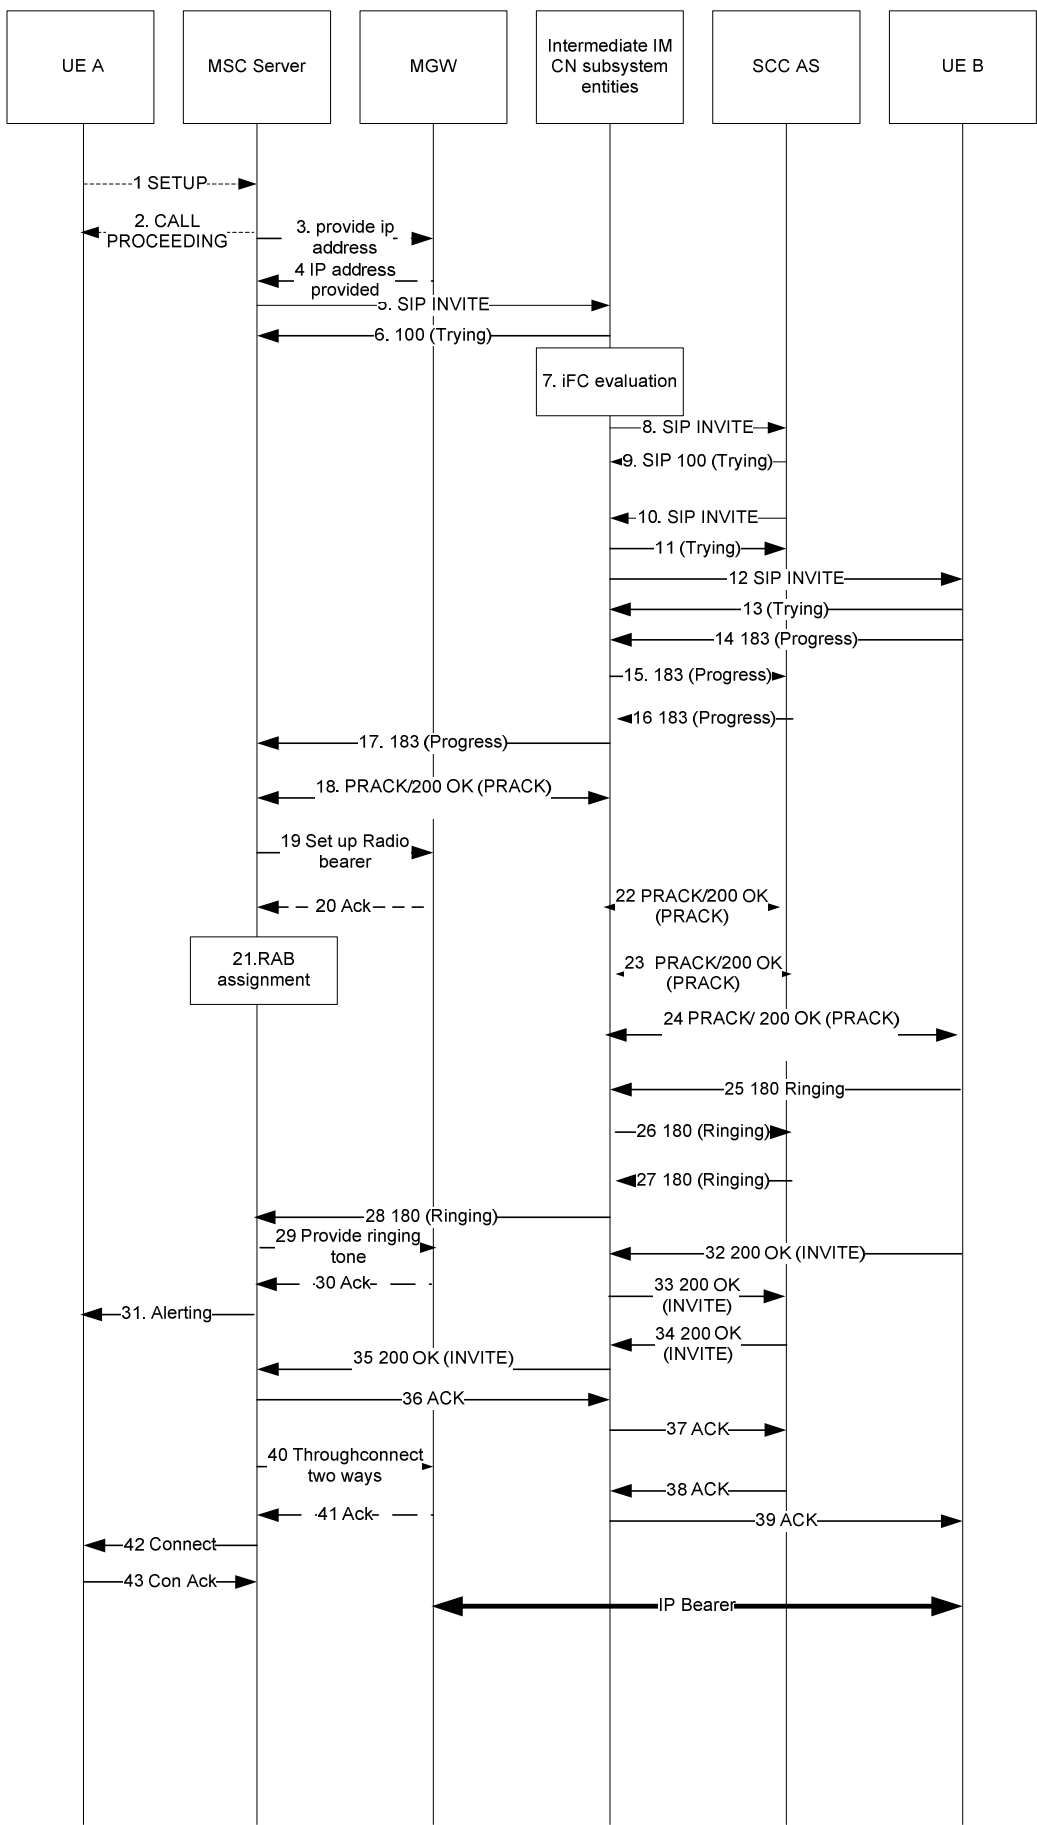 UE A
MSC Server
MGW
Intermediate IM
CN subsystem
entities
SCC AS
UE B
1 SETUP
2. CALL
PROCEEDING
3. provide ip
address
4 IP address
provided
5. SIP INVITE
6. 100 (Trying)
7. iFC evaluation
8. SIP INVITE
9. SIP 100 (Trying)
10. SIP INVITE
11 (Trying)
12 SIP INVITE
13 (Trying)
14 183 (Progress)
15. 183 (Progress)
16 183 (Progress)
17. 183 (Progress)
18. PRACK/200 OK (PRACK)
19 Set up Radio
bearer
20 Ack
22 PRACK/200 OK
(PRACK)
21.RAB
assignment
23 PRACK/200 OK
(PRACK)
24 PRACK/ 200 OK (PRACK)
25 180 Ringing
26 180 (Ringing)
27 180 (Ringing)
28 180 (Ringing)
29 Provide ringing
tone
32 200 OK (INVITE)
30 Ack
33 200 OK
(INVITE)
31. Alerting
34 200 OK
(INVITE)
35 200 OK (INVITE)
36 ACK
37 ACK
40 Throughconnect
two ways
38 ACK
41 Ack
39 ACK
42 Connect
43 Con Ack
IP Bearer